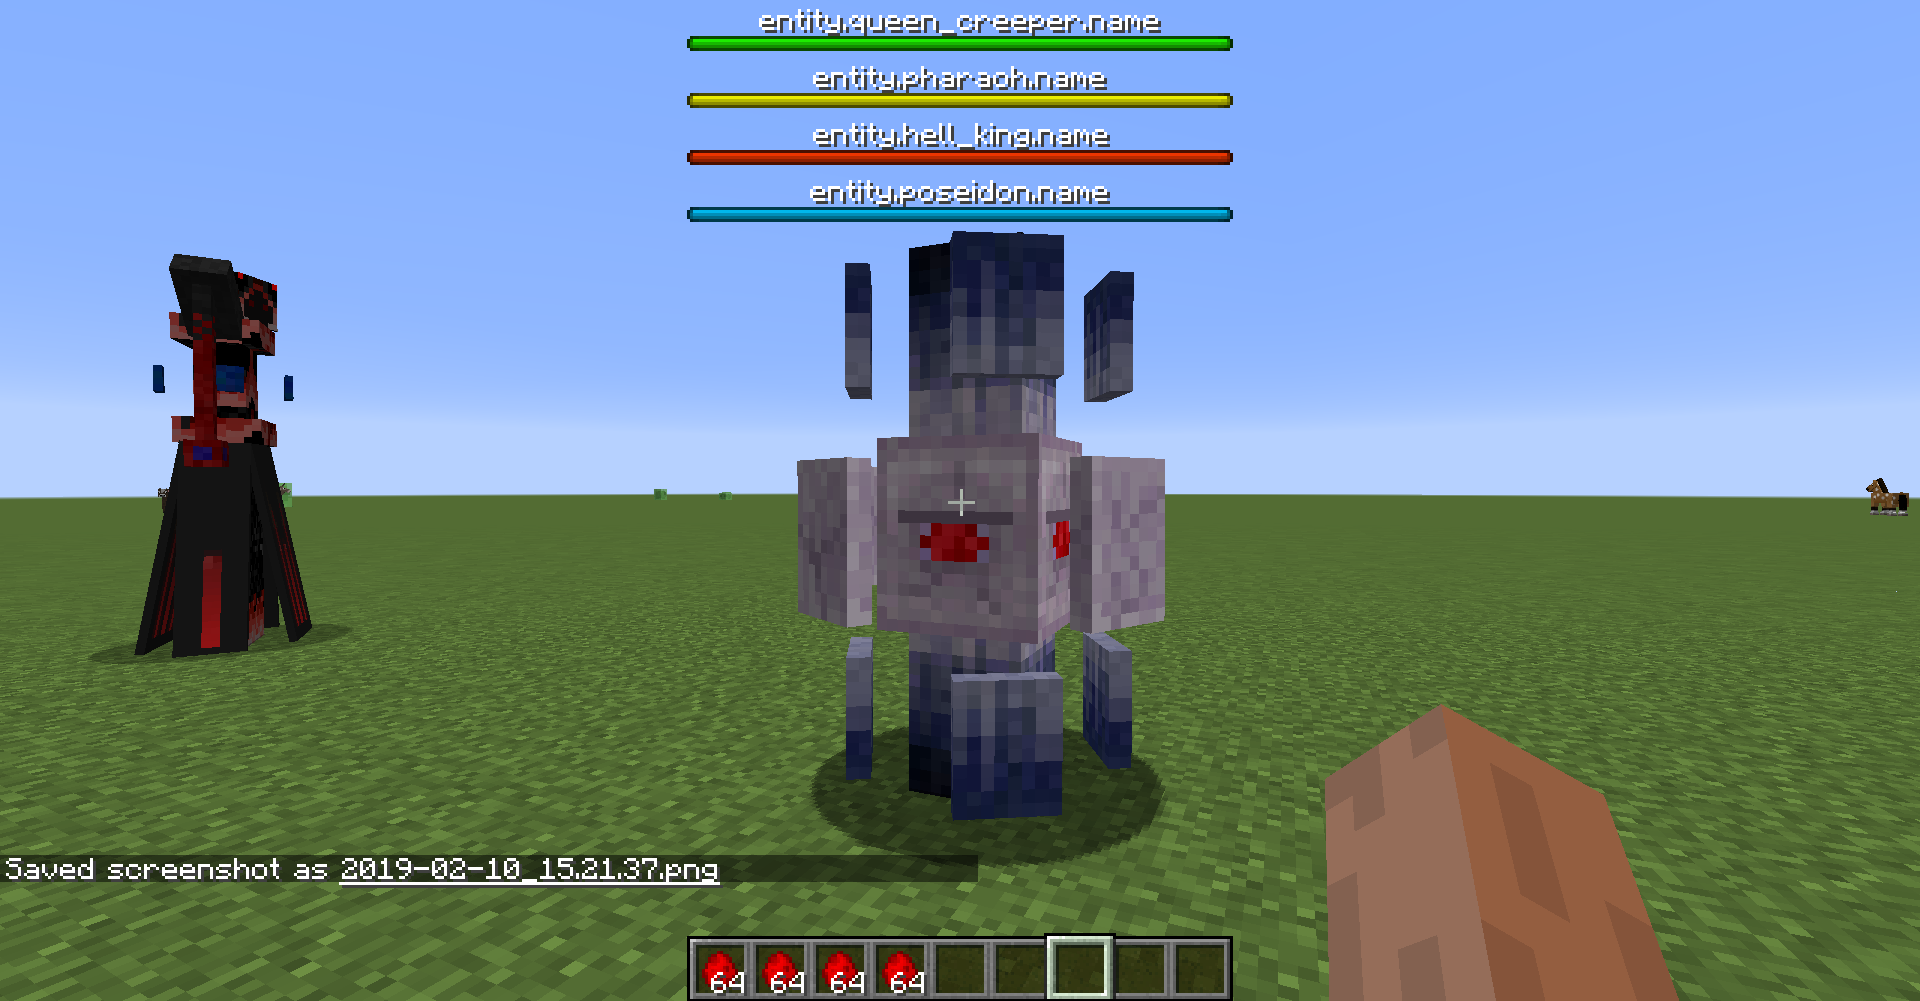 entity.queen_creeper.name
entity.pharaoh.name
entity.hell_king.name
entity.poseidon.name
Saved screenshot as 2019-02-10_15.21.37.png
64 64 64 64